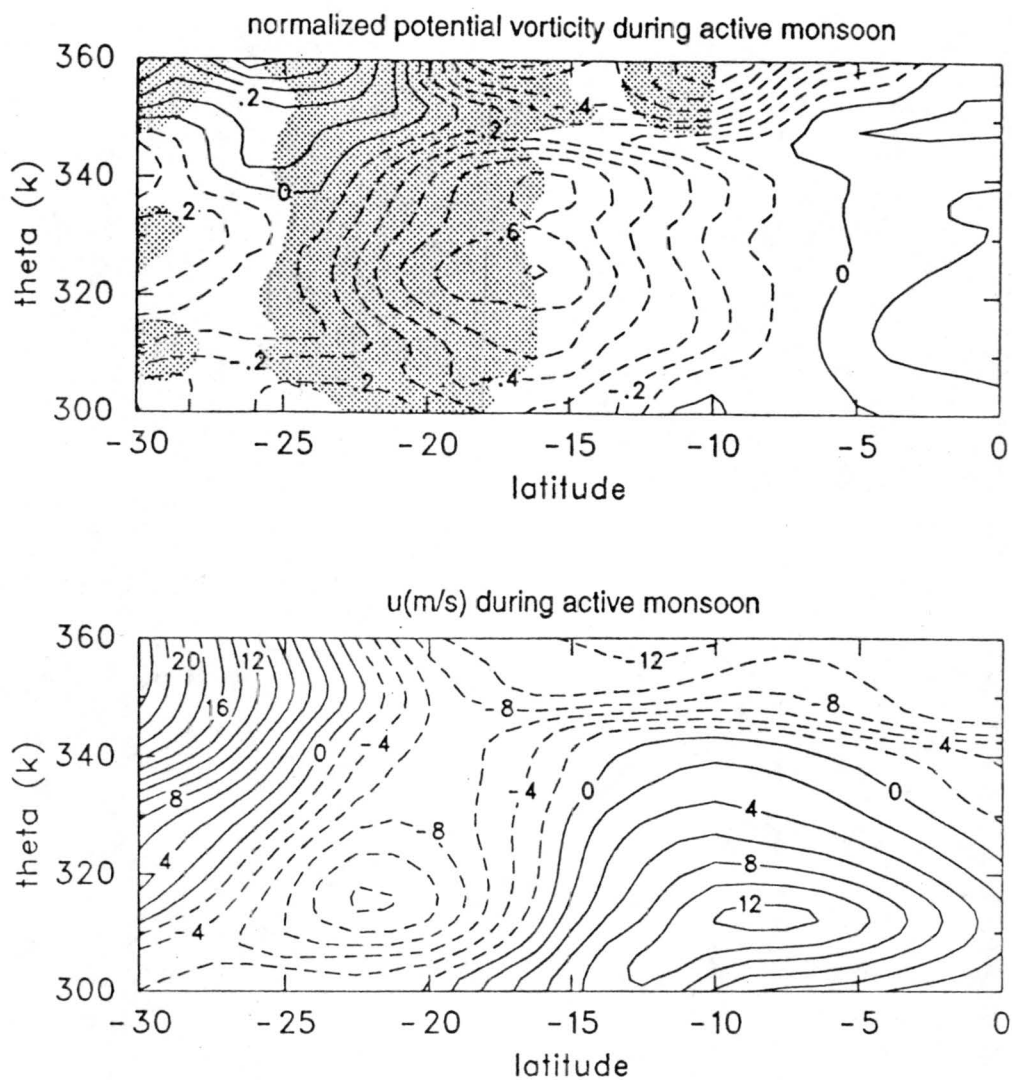 normalized potential vorticity during active monsoon
360
340
320
300
theta (k)
.2
0
.2
.2
.4
-.6
0
-.2
.2
-.4
-.2
-30 -25 -20 -15 -10 -5 0
latitude
u(m/s) during active monsoon
360
340
320
300
theta (k)
20 12 -12
16 -8 8
0 -4 -4
8 -4 0 0
-8 4
4 8
-4 12
-30 -25 -20 -15 -10 -5 0
latitude